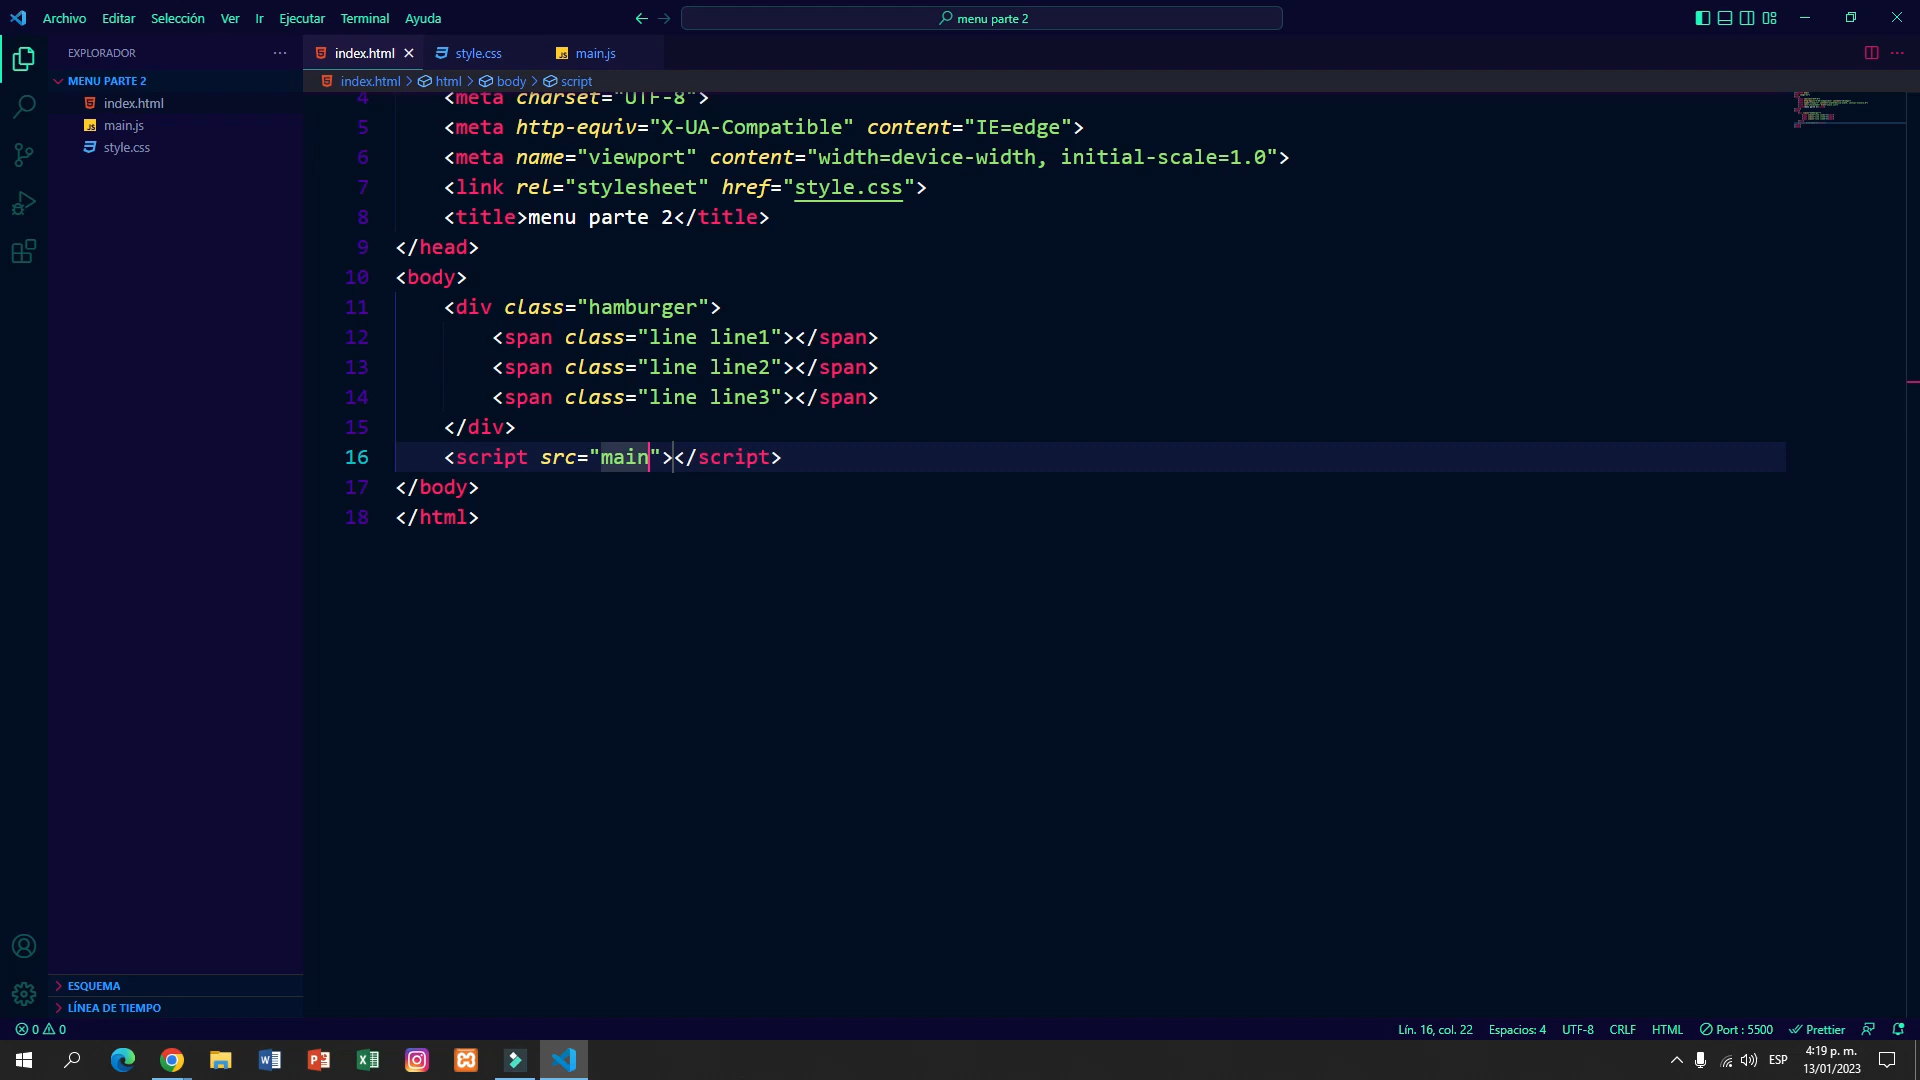 Archivo Editar Selección Ver Ir Ejecutar Terminal Ayuda
menu parte 2
EXPLORADOR
index.html
style.css
main.js
MENU PARTE 2
index.html
main.js
style.css
index.html > html > body > script
4 <meta charset="UTF-8">
5 <meta http-equiv="X-UA-Compatible" content="IE=edge">
6 <meta name="viewport" content="width=device-width, initial-scale=1.0">
7 <link rel="stylesheet" href="style.css">
8 <title>menu parte 2</title>
9 </head>
10 <body>
11 <div class="hamburger">
12 <span class="line line1"></span>
13 <span class="line line2"></span>
14 <span class="line line3"></span>
15 </div>
16 <script src="main"></script>
17 </body>
18 </html>
ESQUEMA
LÍNEA DE TIEMPO
0 0
Lín. 16, col. 22 Espacios: 4 UTF-8 CRLF HTML Port : 5500 Prettier
ESP
4:19 p. m.
13/01/2023